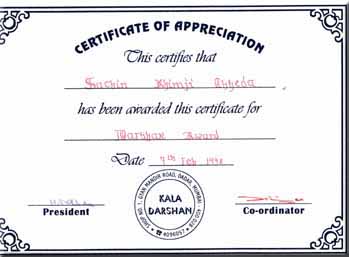 CERTIFICATE OF APPRECIATION
This certifies that
Sachin Khimji
has been awarded this certificate for
Darshak Award
Date 7th Feb
KALA
DARSHAN
President
Co-ordinator